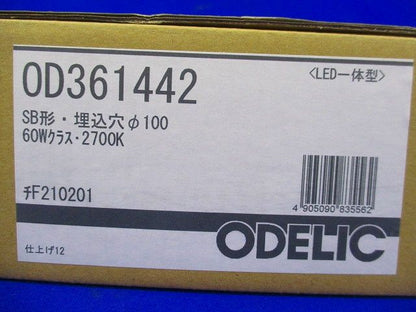 OD361442
〈LED一体型〉
SB形・埋込穴φ100
60Wクラス・2700K
チF210201
4 905090 835562
ODELIC
仕上げ12